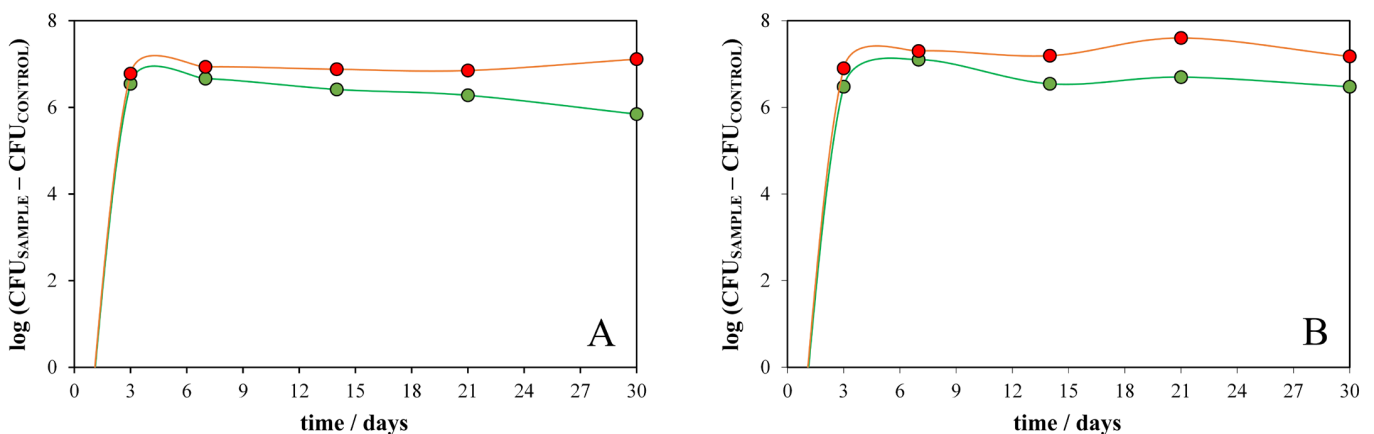 log (CFUSAMPLE – CFUCONTROL)
8
6
4
2
0
A
0 3 6 9 12 15 18 21 24 27 30
time / days
log (CFUSAMPLE – CFUCONTROL)
8
6
4
2
0
B
0 3 6 9 12 15 18 21 24 27 30
time / days